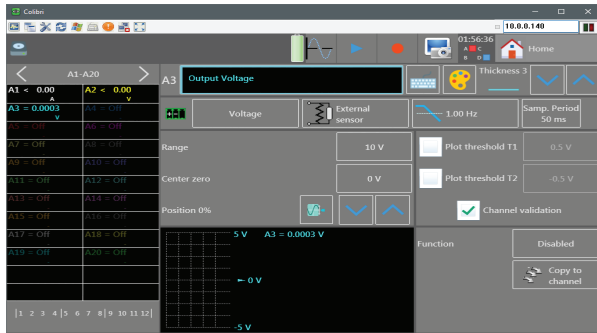 Colibri
10.0.0.140
01:56:36
A C
B D
Home
A1-A20
A3
Output Voltage
Thickness 3
A1 < 0.00
A
A2 < 0.00
V
A3 = 0.0003
V
A4 = Off
A5 = Off
A6 = Off
A7 = Off
A8 = Off
A9 = Off
A10 = Off
A11 = Off
A12 = Off
A13 = Off
A14 = Off
A15 = Off
A16 = Off
A17 = Off
A18 = Off
A19 = Off
A20 = Off
1 2 3 4 5 6 7 8 9 10 11 12
Voltage
External
sensor
1.00 Hz
Samp. Period
50 ms
Range
10 V
Center zero
0 V
Position 0%
Plot threshold T1
0.5 V
Plot threshold T2
-0.5 V
Channel validation
5 V
A3 = 0.0003 V
0 V
-5 V
Function
Disabled
Copy to
channel